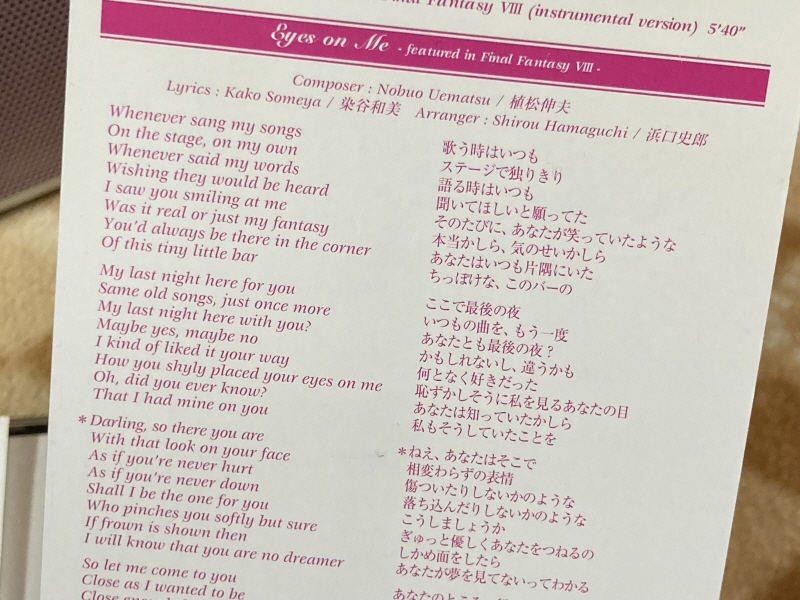 Fantasy VIII (instrumental version) 5'40"
Eyes on Me - featured in Final Fantasy VIII -
Composer : Nobuo Uematsu / 植松伸夫
Lyrics : Kako Someya / 染谷和美 Arranger : Shirou Hamaguchi / 浜口史郎
Whenever sang my songs
On the stage, on my own
Whenever said my words
Wishing they would be heard
I saw you smiling at me
Was it real or just my fantasy
You'd always be there in the corner
Of this tiny little bar
My last night here for you
Same old songs, just once more
My last night here with you?
Maybe yes, maybe no
I kind of liked it your way
How you shyly placed your eyes on me
Oh, did you ever know?
That I had mine on you
*Darling, so there you are
With that look on your face
As if you're never hurt
As if you're never down
Shall I be the one for you
Who pinches you softly but sure
If frown is shown then
I will know that you are no dreamer
So let me come to you
Close as I wanted to be
歌う時はいつも
ステージで独りきり
語る時はいつも
聞いてほしいと願ってた
そのたびに、あなたが笑っていたような
本当かしら、気のせいかしら
あなたはいつも片隅にいた
ちっぽけな、このバーの
ここで最後の夜
いつもの曲を、もう一度
あなたとも最後の夜？
かもしれないし、違うかも
何となく好きだった
恥ずかしそうに私を見るあなたの目
あなたは知っていたかしら
私もそうしていたことを
*ねえ、あなたはそこで
相変わらずの表情
傷ついたりしないかのような
落ち込んだりしないかのような
こうしましょうか
ぎゅっと優しくあなたをつねるの
しかめ面をしたら
あなたが夢を見てないってわかる